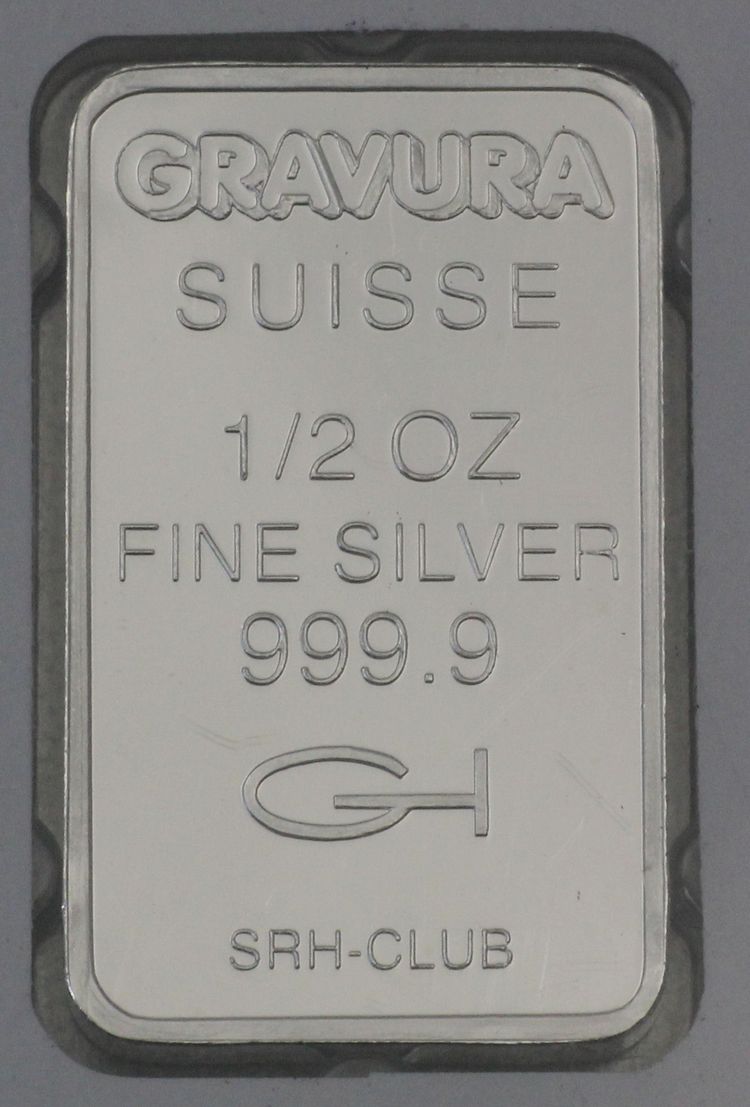 GRAVURA
SUISSE
1/2 OZ
FINE SILVER
999.9
SRH-CLUB